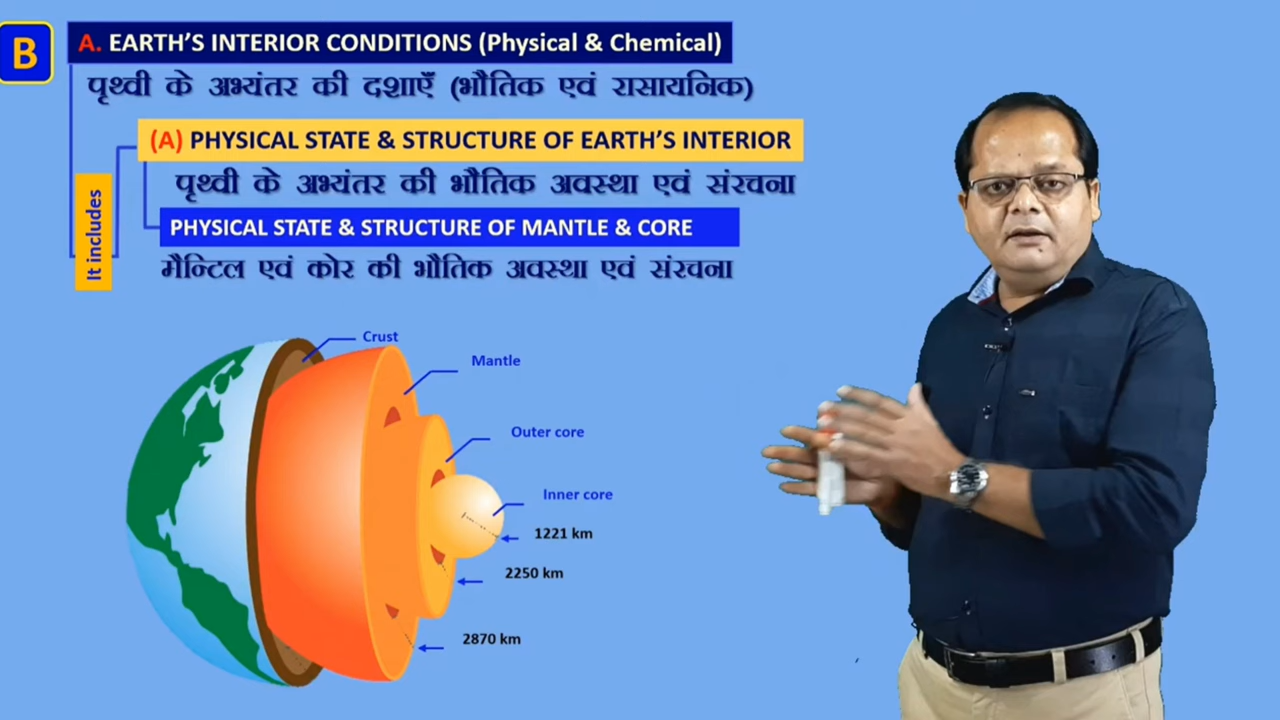 B
A. EARTH'S INTERIOR CONDITIONS (Physical & Chemical)
पृथ्वी के अभ्यंतर की दशाएँ (भौतिक एवं रासायनिक)
(A) PHYSICAL STATE & STRUCTURE OF EARTH'S INTERIOR
पृथ्वी के अभ्यंतर की भौतिक अवस्था एवं संरचना
It includes
PHYSICAL STATE & STRUCTURE OF MANTLE & CORE
मैन्टिल एवं कोर की भौतिक अवस्था एवं संरचना
Crust
Mantle
Outer core
Inner core
1221 km
2250 km
2870 km